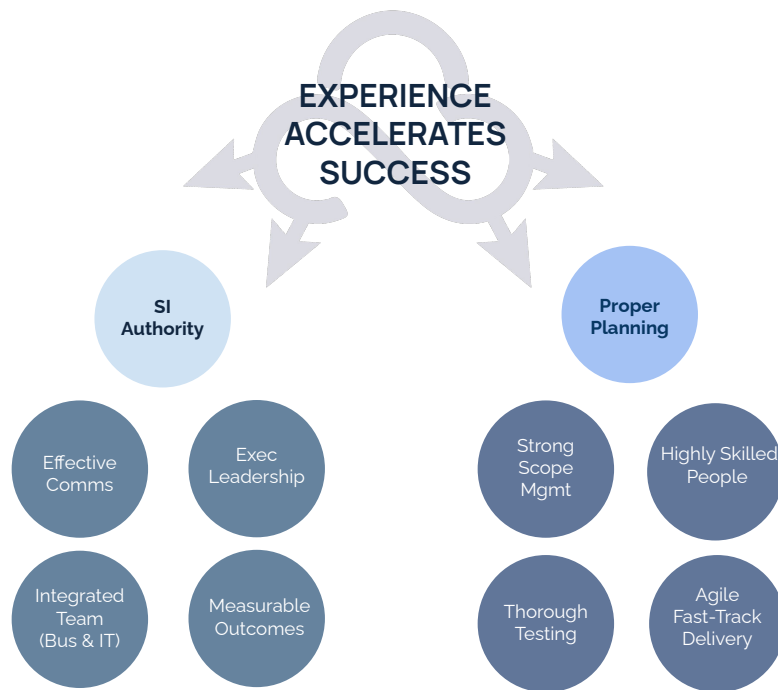 EXPERIENCE
ACCELERATES
SUCCESS
SI
Authority
Proper
Planning
Effective
Comms
Exec
Leadership
Strong
Scope
Mgmt
Highly Skilled
People
Integrated
Team
(Bus & IT)
Measurable
Outcomes
Thorough
Testing
Agile
Fast-Track
Delivery